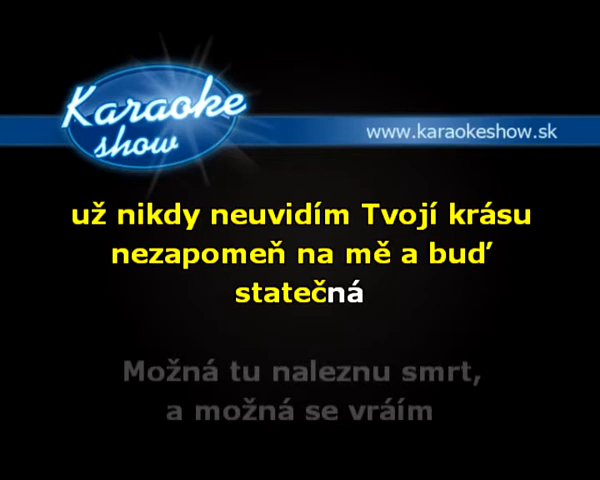 Karaoke
show
www.karaokeshow.sk
už nikdy neuvidím Tvojí krásu
nezapomeň na mě a buď
statečná
Možná tu naleznu smrt,
a možná se vráím